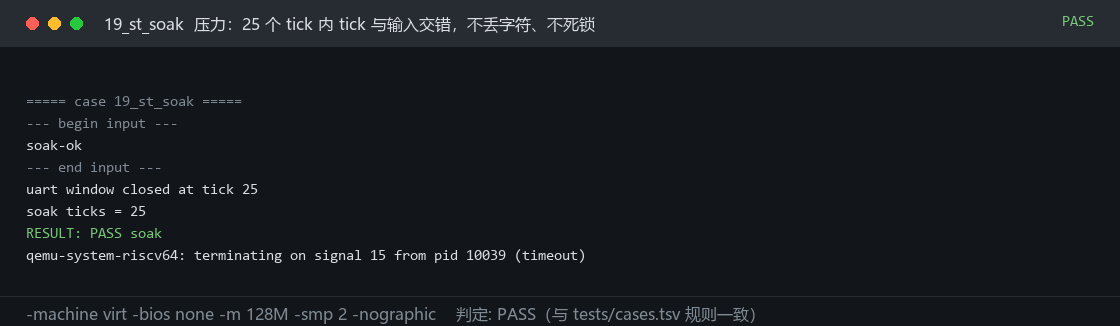 19_st_soak 压力：25 个 tick 内 tick 与输入交错，不丢字符、不死锁 PASS
===== case 19_st_soak =====
--- begin input ---
soak-ok
--- end input ---
uart window closed at tick 25
soak ticks = 25
RESULT: PASS soak
qemu-system-riscv64: terminating on signal 15 from pid 10039 (timeout)
-machine virt -bios none -m 128M -smp 2 -nographic 判定: PASS（与 tests/cases.tsv 规则一致）